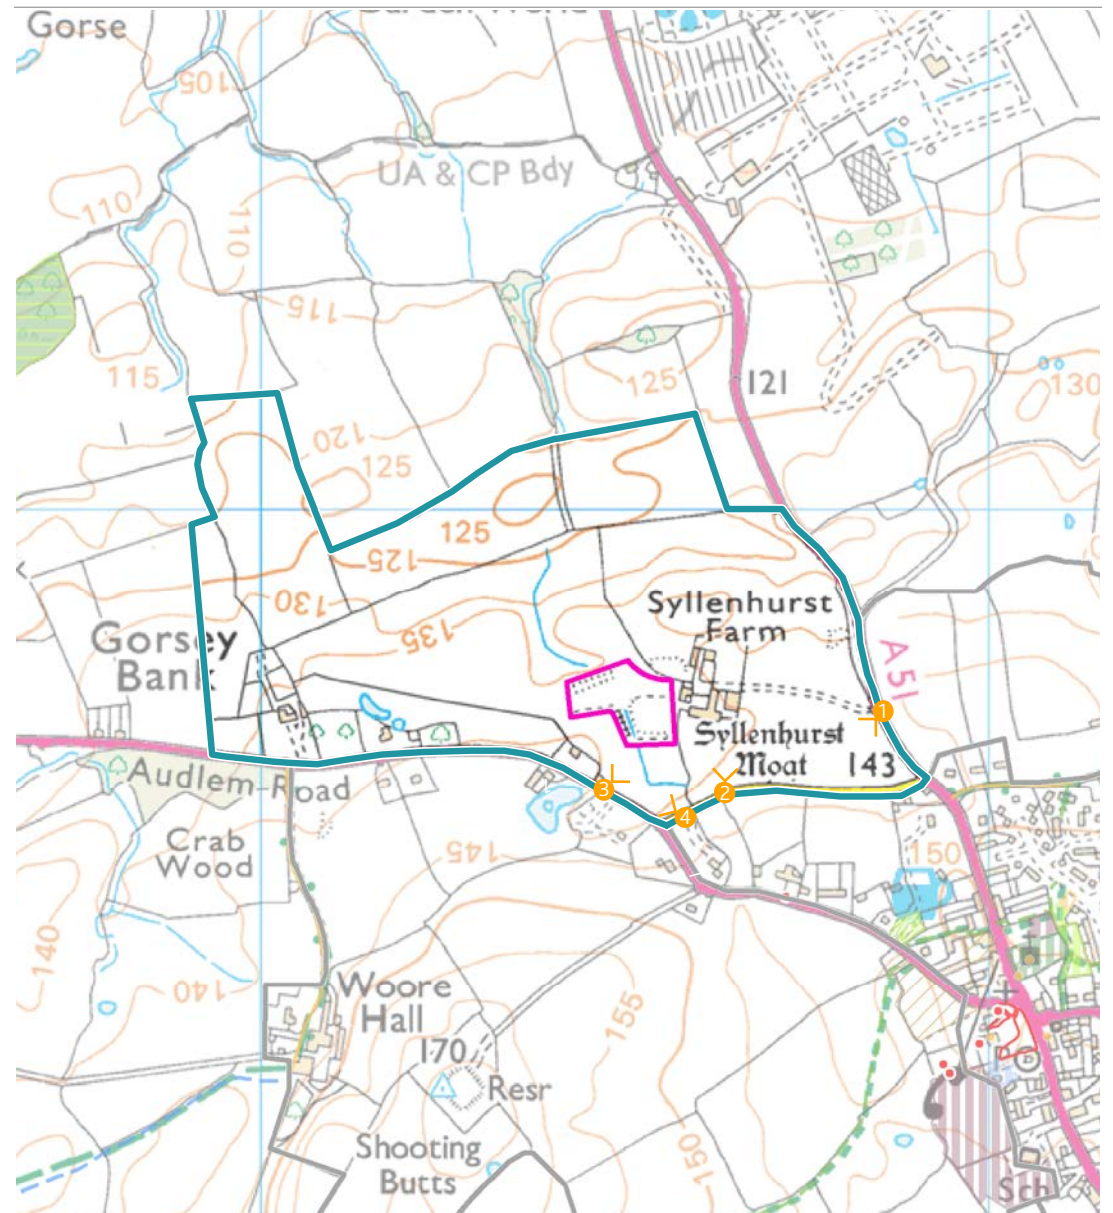 Gorse
105
UA & CP Bdy
110
110
115
115
125
121
130
120
125
125
125
130
135
Syllenhurst
Farm
Gorsey
Bank
A51
1
Syllenhurst
Moat
143
Audlem Road
3
2
4
Crab
Wood
145
150
140
140
Woore
Hall
155
170
Resr
Shooting
Butts
150
Sch